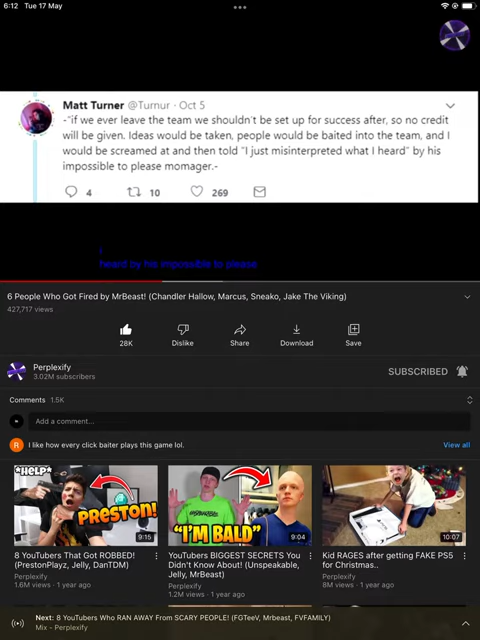 6:12 Tue 17 May
Matt Turner @Turnur · Oct 5
-"if we ever leave the team we shouldn't be set up for success after, so no credit
will be given. Ideas would be taken, people would be baited into the team, and I
would be screamed at and then told "I just misinterpreted what I heard" by his
impossible to please momager.-
4 10 269
I
heard by his impossible to please
6 People Who Got Fired by MrBeast! (Chandler Hallow, Marcus, Sneako, Jake The Viking)
427,717 views
28K Dislike Share Download Save
Perplexify
3.02M subscribers
SUBSCRIBED
Comments 1.5K
Add a comment...
R I like how every click baiter plays this game lol. View all
*HELP*
PRESTON!
9:15
"I'M BALD"
9:04
10:07
8 YouTubers That Got ROBBED!
(PrestonPlayz, Jelly, DanTDM)
Perplexify
1.6M views · 1 year ago
YouTubers BIGGEST SECRETS You
Didn't Know About! (Unspeakable,
Jelly, MrBeast)
Perplexify
1.2M views · 1 year ago
Kid RAGES after getting FAKE PS5
for Christmas..
Perplexify
8M views · 1 year ago
Next: 8 YouTubers Who RAN AWAY From SCARY PEOPLE! (FGTeeV, Mrbeast, FVFAMILY)
Mix - Perplexify